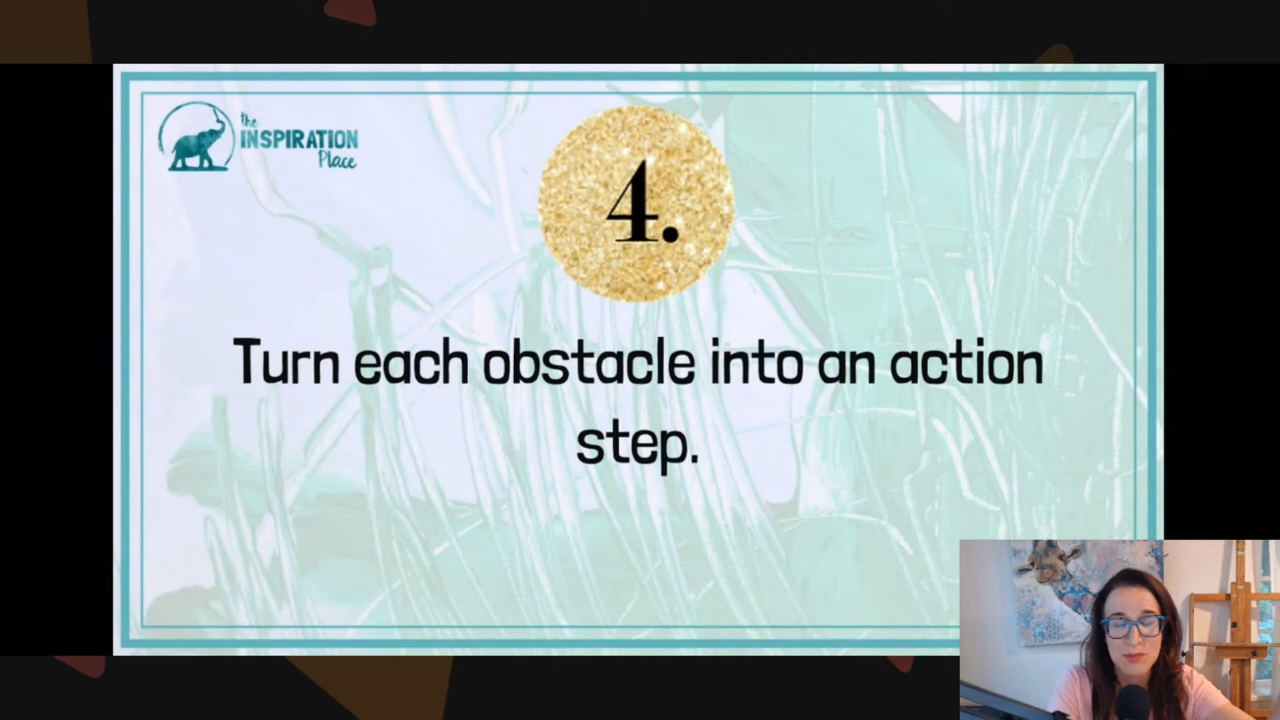 the
INSPIRATION
Place
4.
Turn each obstacle into an action
step.